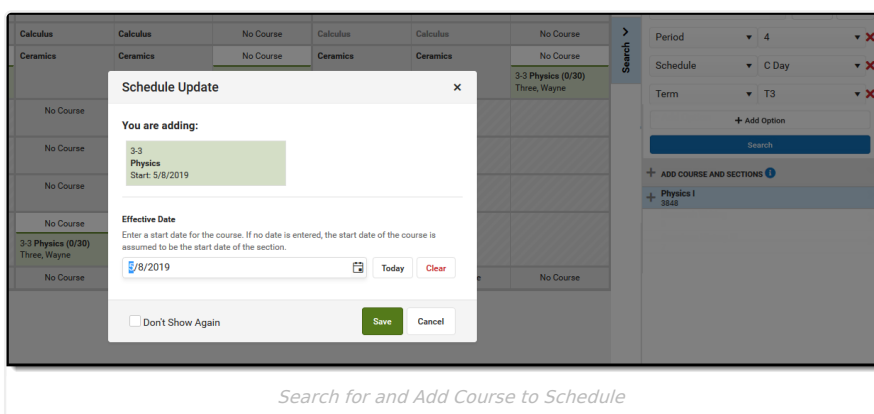 Calculus Calculus No Course Calculus Calculus No Course
Ceramics Ceramics No Course Ceramics Ceramics No Course
3-3 Physics (0/30)
Three, Wayne
No Course
No Course
No Course
No Course
3-3 Physics (0/30)
Three, Wayne
No Course No Course
Schedule Update ×
You are adding:
3-3
Physics
Start: 5/8/2019
Effective Date
Enter a start date for the course. If no date is entered, the start date of the course is
assumed to be the start date of the section.
5/8/2019 Today Clear
Don't Show Again Save Cancel
Search
Period 4
Schedule C Day
Term T3
+ Add Option
Search
+ ADD COURSE AND SECTIONS
+ Physics I
3848
Search for and Add Course to Schedule